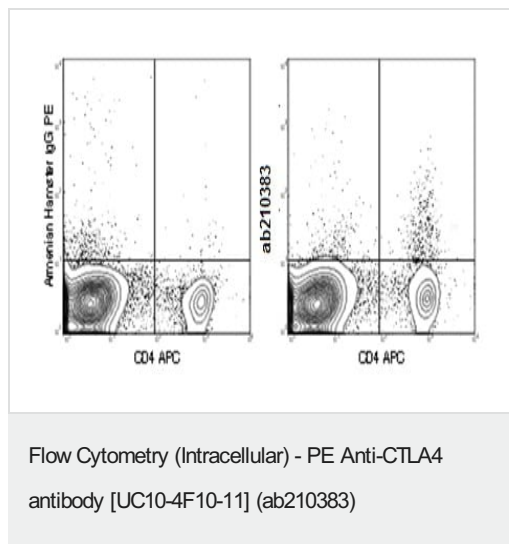 Armenian Hamster IgG PE
CD4 APC
ab210383
CD4 APC
Flow Cytometry (Intracellular) - PE Anti-CTLA4
antibody [UC10-4F10-11] (ab210383)